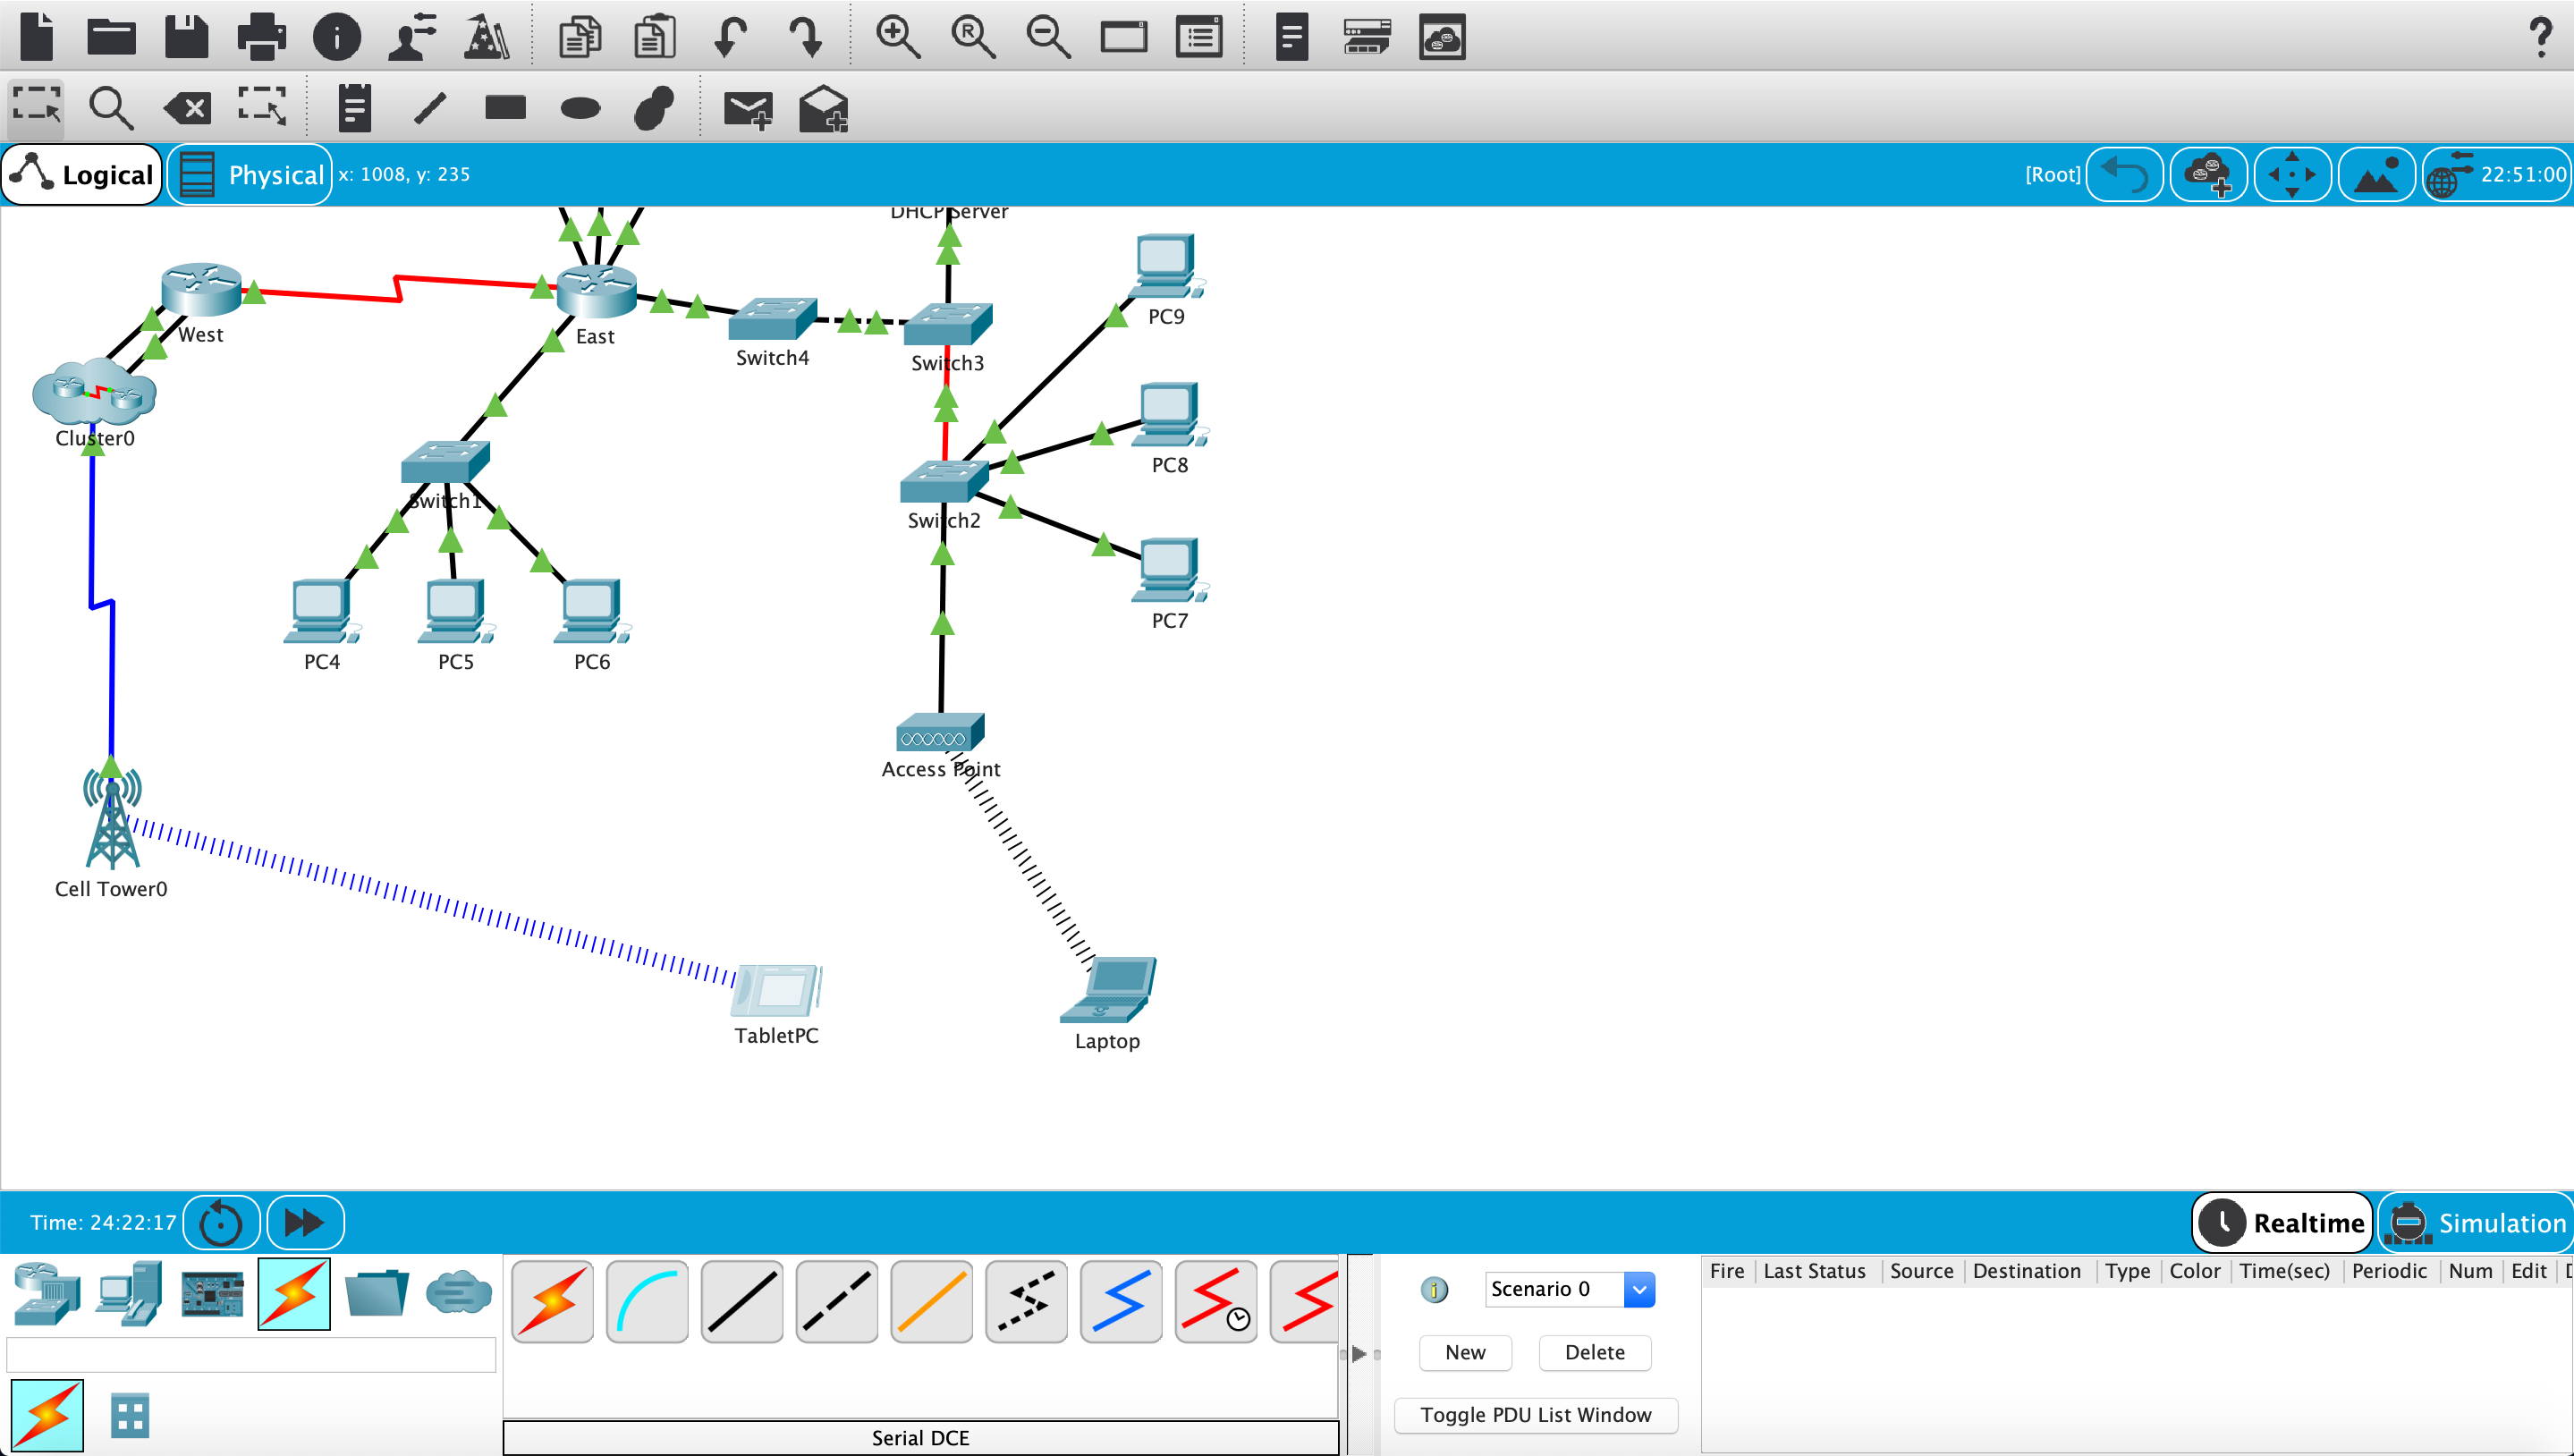 Logical
Physical
x: 1008, y: 235
[Root]
22:51:00
DHCP Server
PC9
West
East
Switch4
Switch3
Cluster0
PC8
Switch1
Switch2
PC7
PC4
PC5
PC6
Access Point
Cell Tower0
TabletPC
Laptop
Time: 24:22:17
Realtime
Simulation
Scenario 0
Fire
Last Status
Source
Destination
Type
Color
Time(sec)
Periodic
Num
Edit
New
Delete
Toggle PDU List Window
Serial DCE